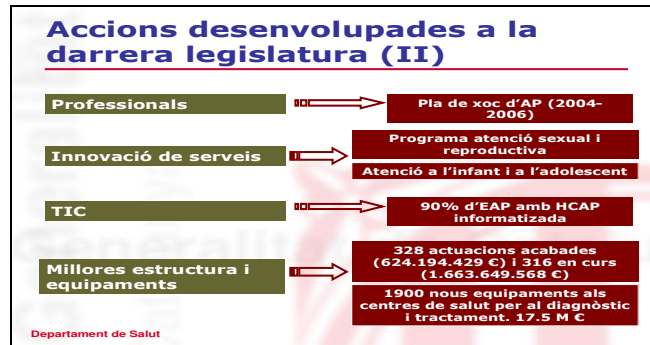 Accions desenvolupades a la
darrera legislatura (II)
Professionals
Pla de xoc d'AP (2004-
2006)
Innovació de serveis
Programa atenció sexual i
reproductiva
Atenció a l'infant i a l'adolescent
TIC
90% d'EAP amb HCAP
informatizada
Millores estructura i
equipaments
328 actuacions acabades
(624.194.429 €) i 316 en curs
(1.663.649.568 €)
1900 nous equipaments als
centres de salut per al diagnòstic
i tractament. 17.5 M €
Departament de Salut